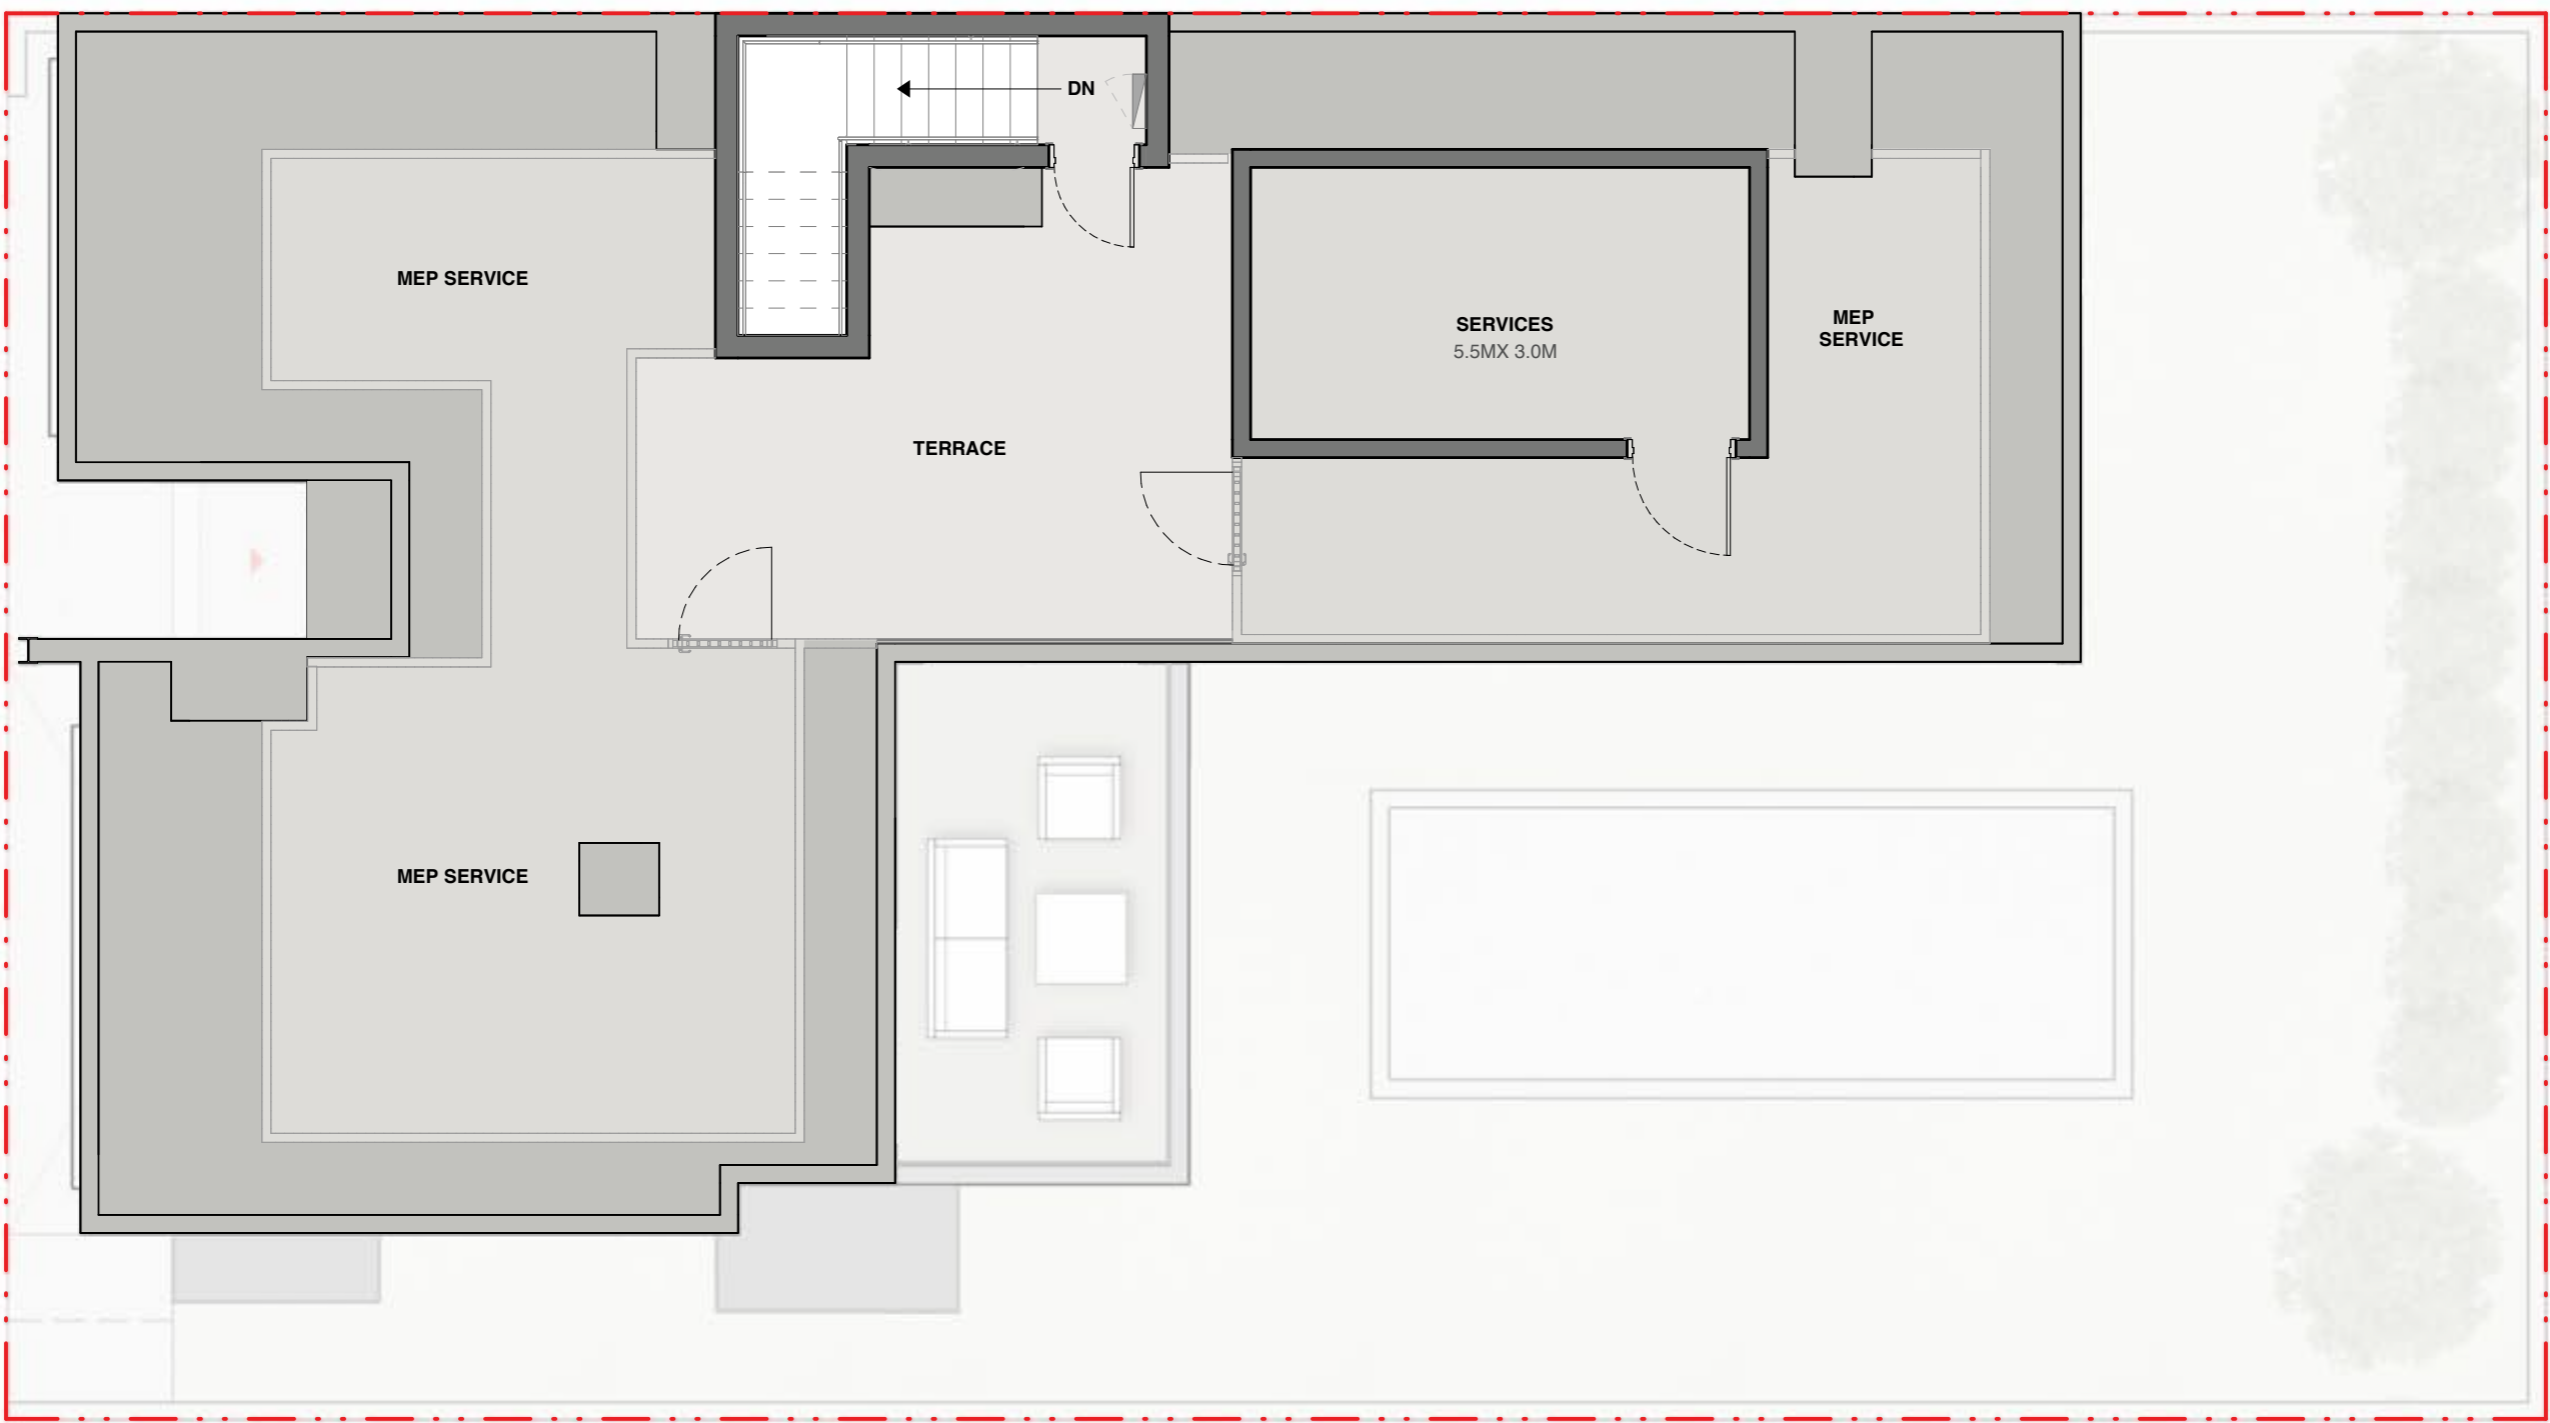 DN
MEP SERVICE
SERVICES
5.5MX 3.0M
MEP
SERVICE
TERRACE
MEP SERVICE